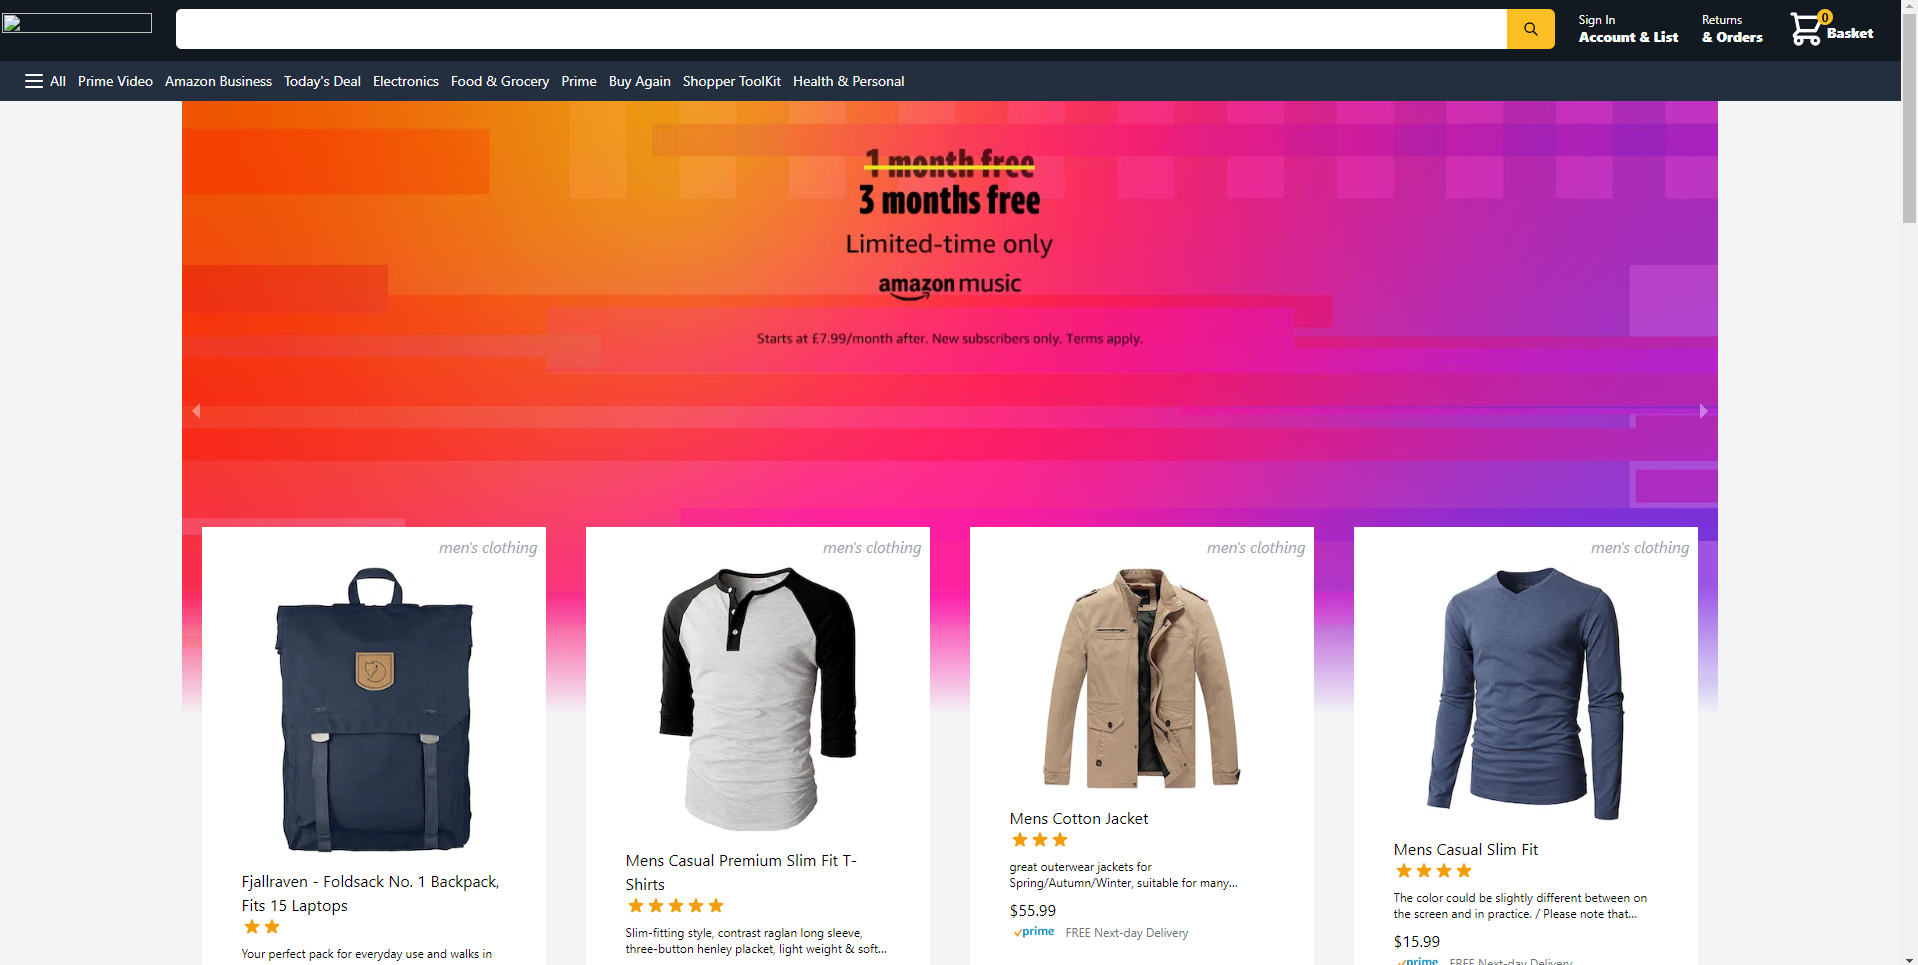 Sign In
Account & List
Returns
& Orders
0
Basket
All Prime Video Amazon Business Today's Deal Electronics Food & Grocery Prime Buy Again Shopper ToolKit Health & Personal
1 month free
3 months free
Limited-time only
amazon music
Starts at £7.99/month after. New subscribers only. Terms apply.
men's clothing
Fjallraven - Foldsack No. 1 Backpack,
Fits 15 Laptops
Your perfect pack for everyday use and walks in
men's clothing
Mens Casual Premium Slim Fit T-
Shirts
Slim-fitting style, contrast raglan long sleeve,
three-button henley placket, light weight & soft...
men's clothing
Mens Cotton Jacket
great outerwear jackets for
Spring/Autumn/Winter, suitable for many...
$55.99
prime FREE Next-day Delivery
men's clothing
Mens Casual Slim Fit
The color could be slightly different between on
the screen and in practice. / Please note that...
$15.99
prime FREE Next-day Delivery